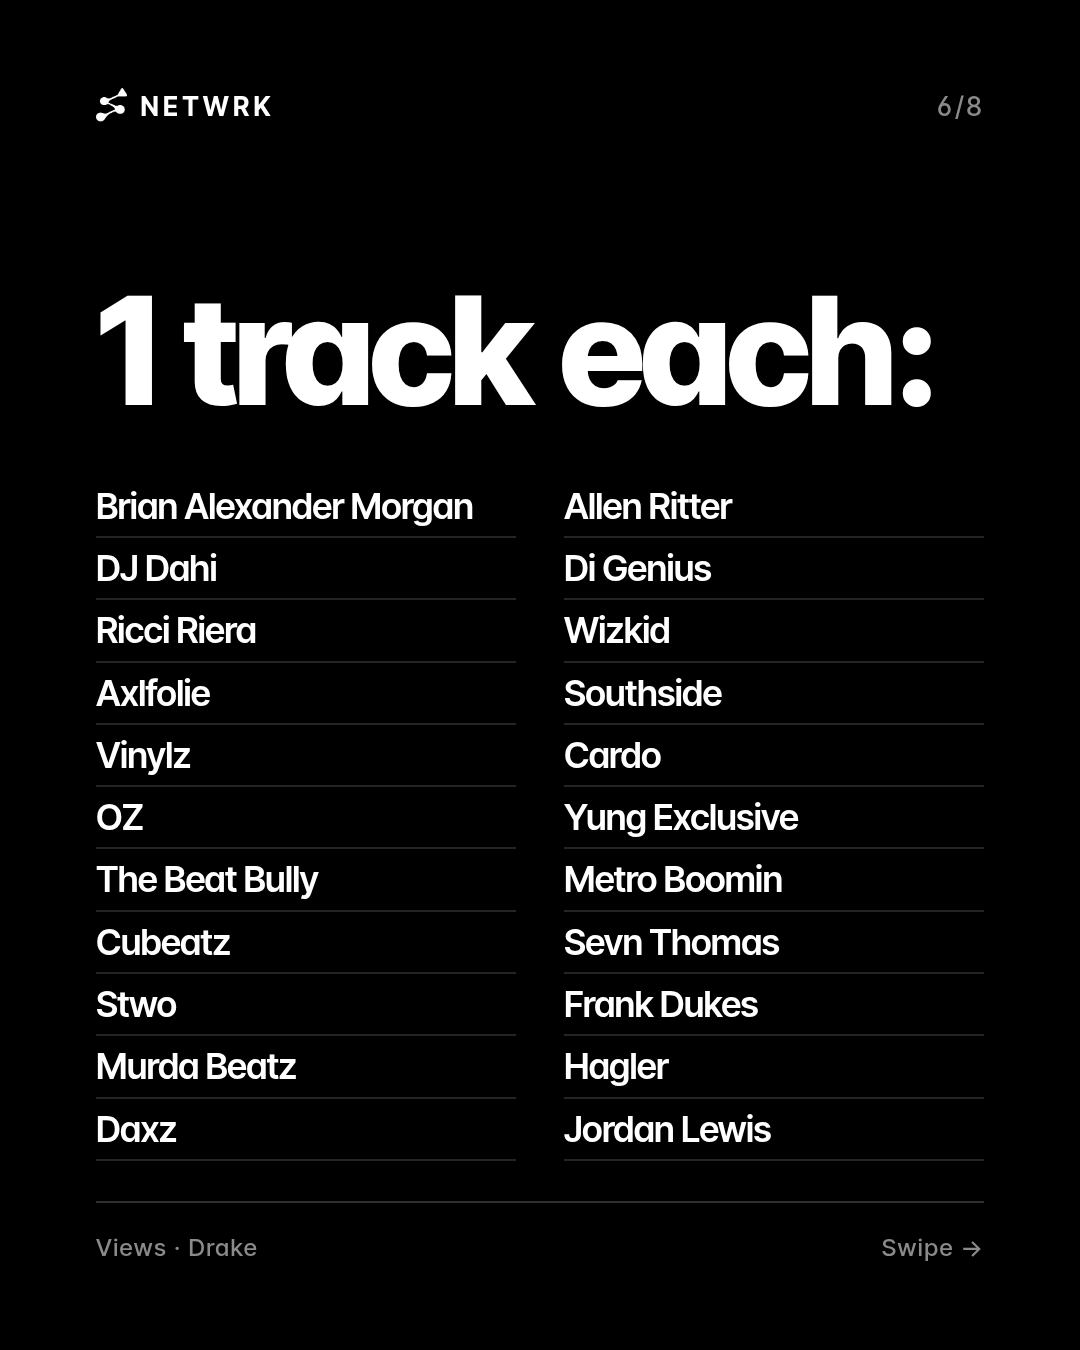 NETWRK
6/8
1 track each:
Brian Alexander Morgan
DJ Dahi
Ricci Riera
Axlfolie
Vinylz
OZ
The Beat Bully
Cubeatz
Stwo
Murda Beatz
Daxz
Allen Ritter
Di Genius
Wizkid
Southside
Cardo
Yung Exclusive
Metro Boomin
Sevn Thomas
Frank Dukes
Hagler
Jordan Lewis
Views · Drake
Swipe →